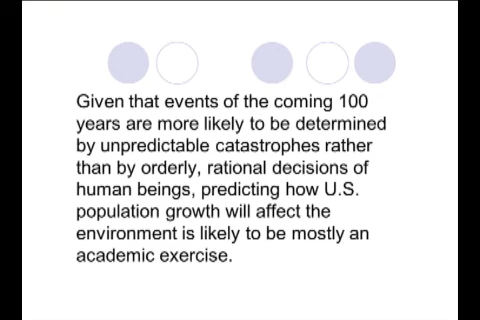 Given that events of the coming 100
years are more likely to be determined
by unpredictable catastrophes rather
than by orderly, rational decisions of
human beings, predicting how U.S.
population growth will affect the
environment is likely to be mostly an
academic exercise.